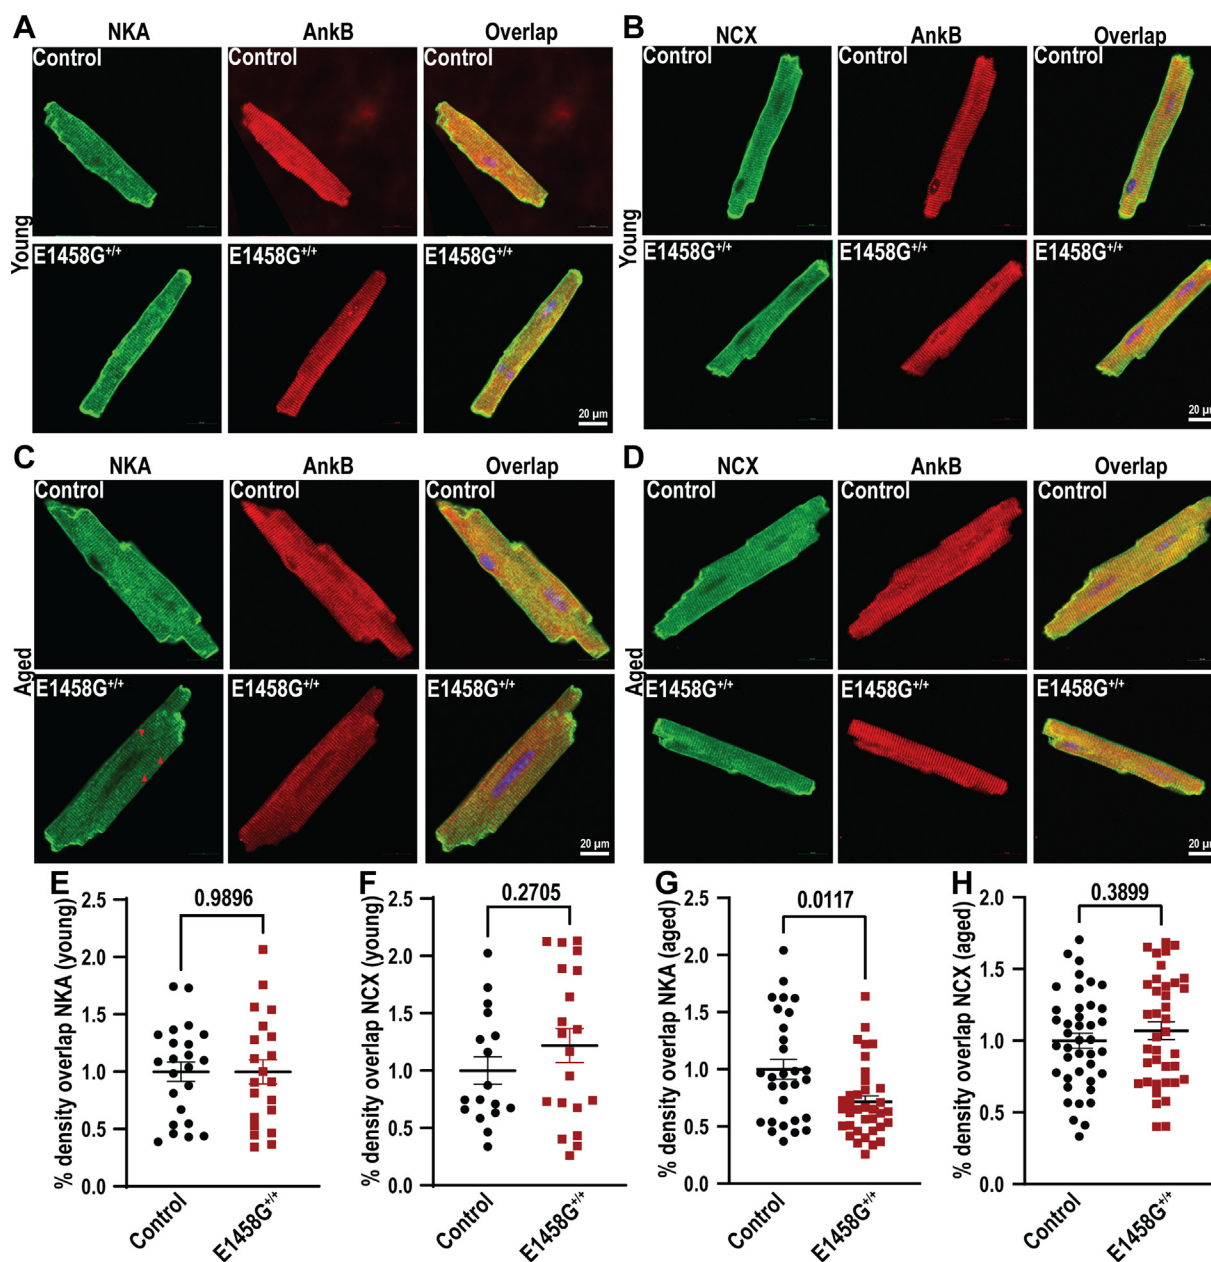 A
NKA AnkB Overlap
Control Control Control
Young
E1458G+/+ E1458G+/+ E1458G+/+
20 µm
B
NCX AnkB Overlap
Control Control Control
Young
E1458G+/+ E1458G+/+ E1458G+/+
20 µm
C
NKA AnkB Overlap
Control Control Control
Aged
E1458G+/+ E1458G+/+ E1458G+/+
20 µm
D
NCX AnkB Overlap
Control Control Control
Aged
E1458G+/+ E1458G+/+ E1458G+/+
20 µm
E
% density overlap NKA (young)
2.5
2.0
1.5
1.0
0.5
0.0
0.9896
Control E1458G+/+
F
% density overlap NCX (young)
2.5
2.0
1.5
1.0
0.5
0.0
0.2705
Control E1458G+/+
G
% density overlap NKA (aged)
2.5
2.0
1.5
1.0
0.5
0.0
0.0117
Control E1458G+/+
H
% density overlap NCX (aged)
2.0
1.5
1.0
0.5
0.0
0.3899
Control E1458G+/+